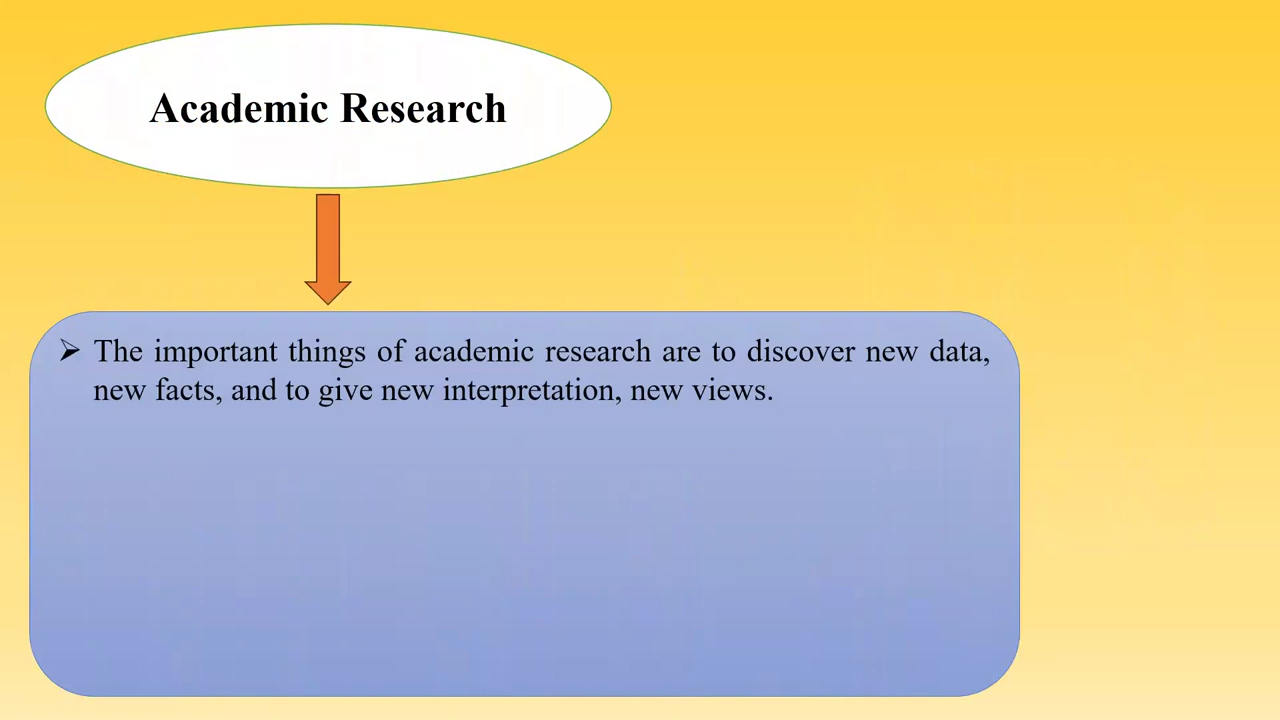 Academic Research
➢ The important things of academic research are to discover new data,
new facts, and to give new interpretation, new views.